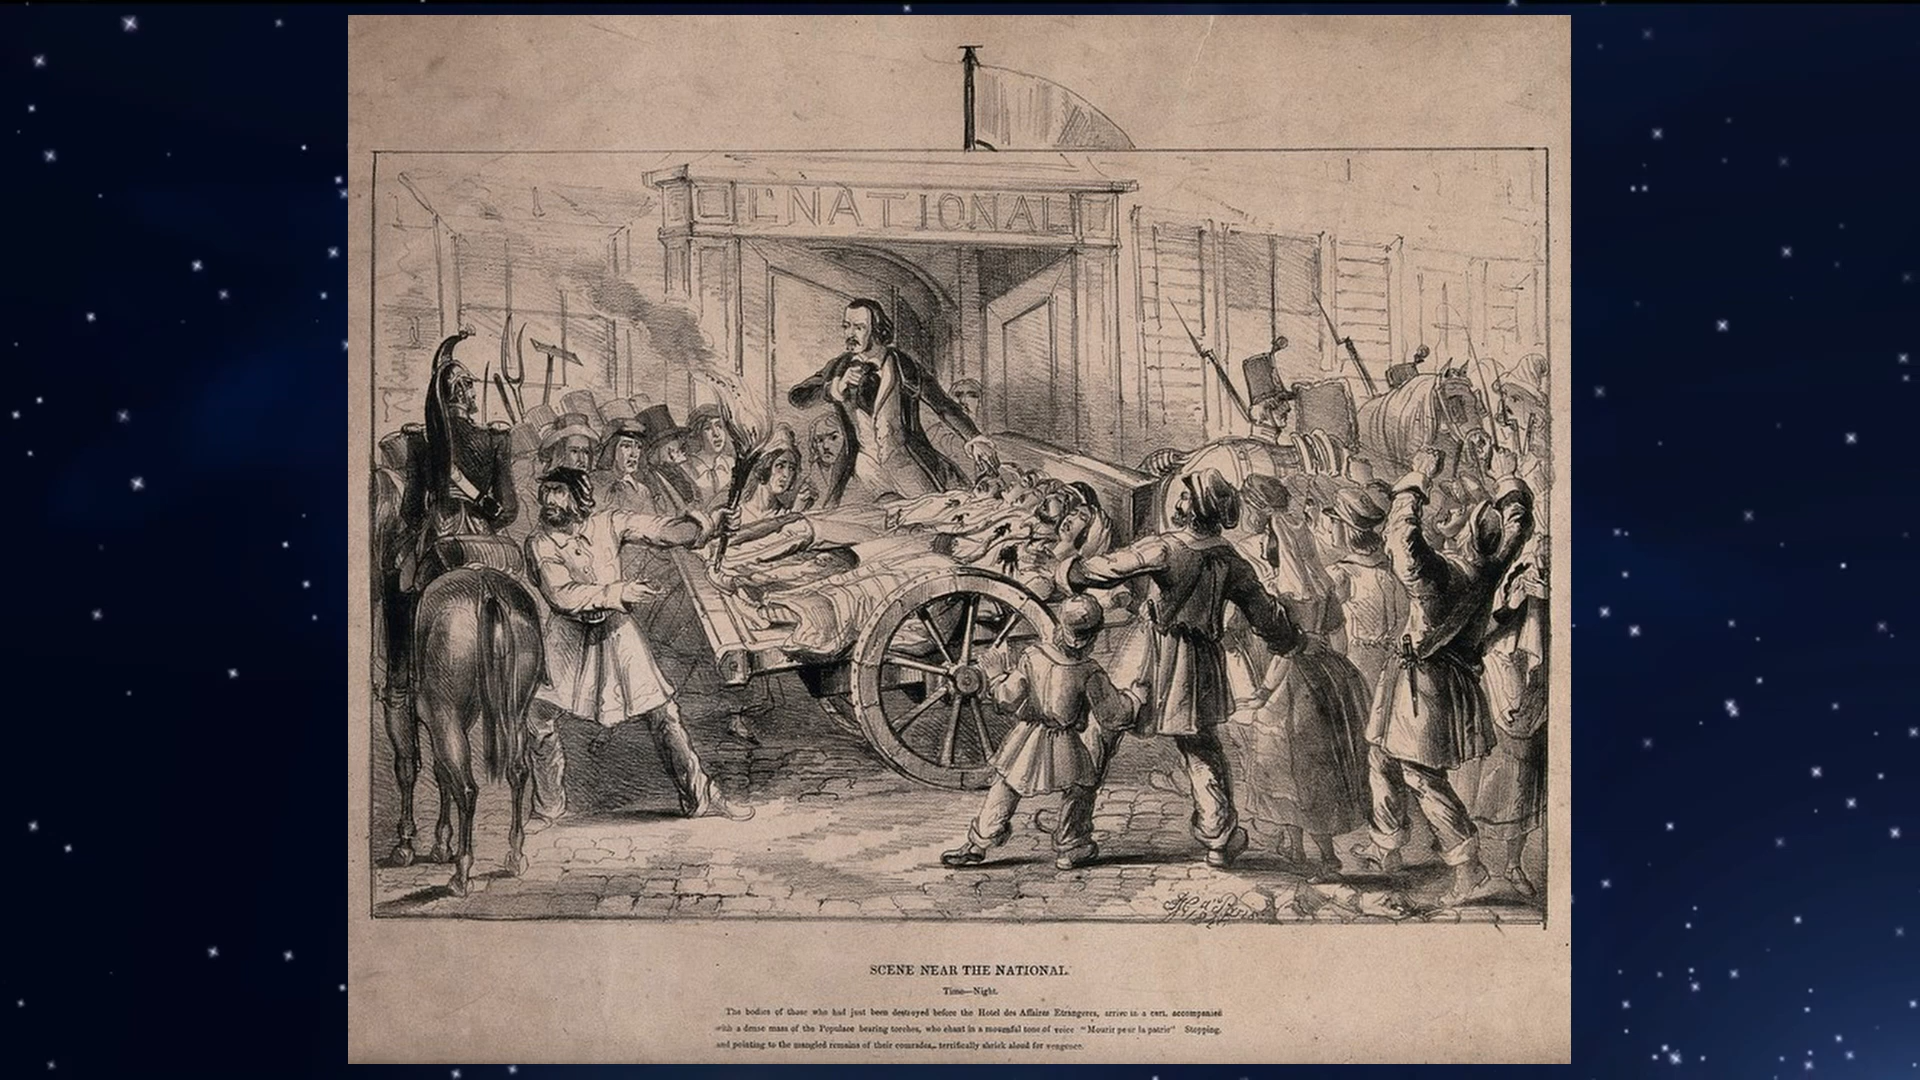 LE NATIONAL
SCENE NEAR THE NATIONAL.
Time—Night.
The bodies of those who had just been destroyed before the Hotel des Affaires Etrangeres, arrive in a cart, accompanied
with a dense mass of the Populace bearing torches, who chant in a mournful tone of voice "Mourir pour la patrie" Stopping,
and pointing to the mangled remains of their comrades, terrifically shriek aloud for vengence.